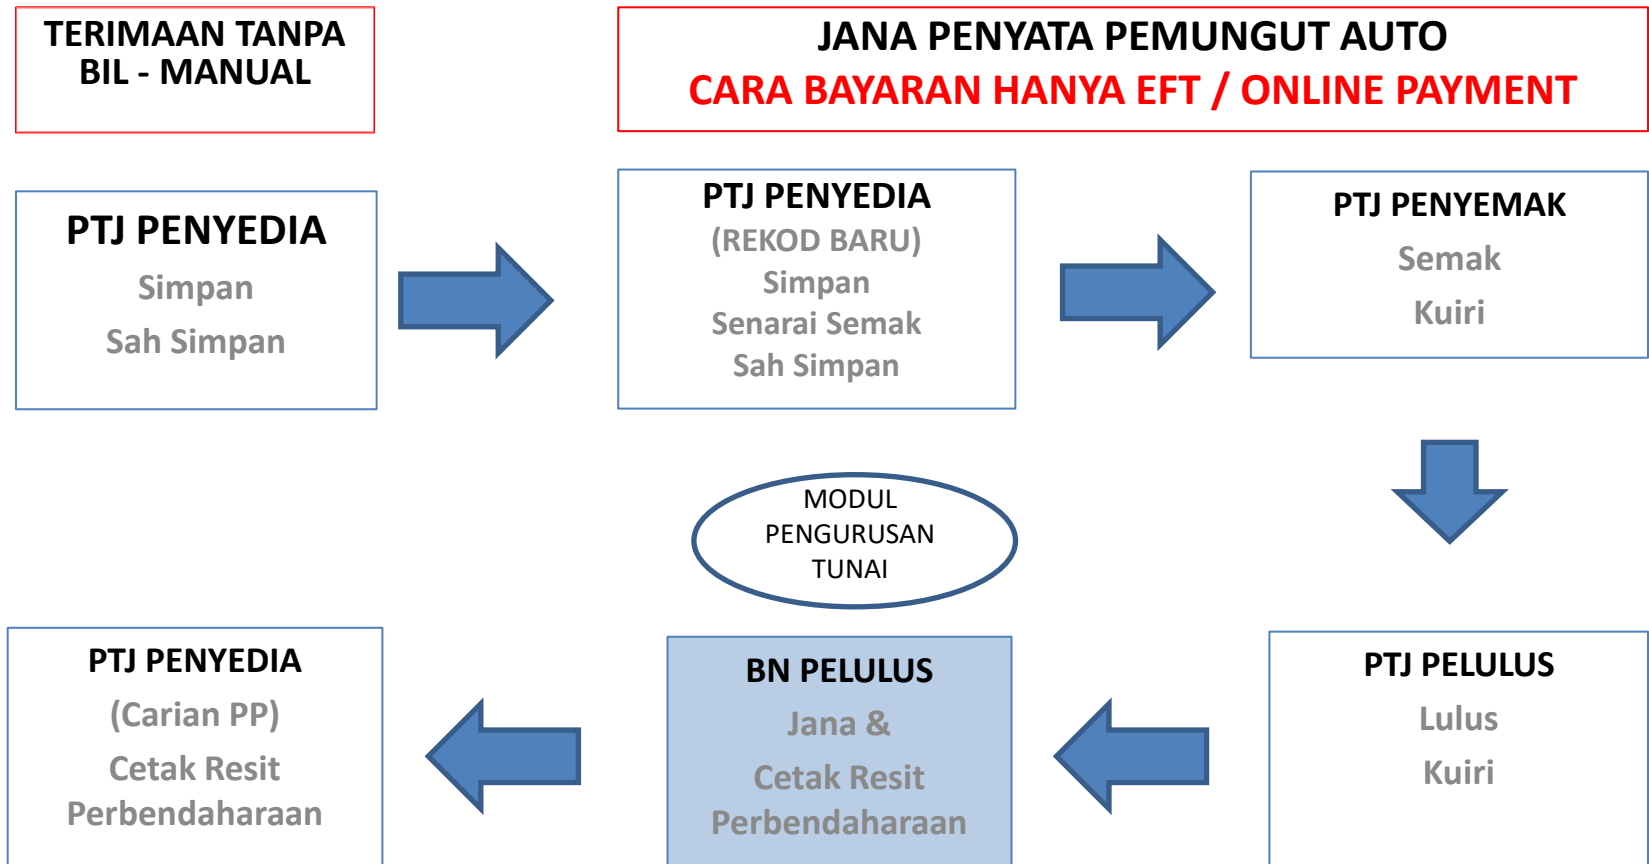 TERIMAAN TANPA
BIL - MANUAL
JANA PENYATA PEMUNGUT AUTO
CARA BAYARAN HANYA EFT / ONLINE PAYMENT
PTJ PENYEDIA
Simpan
Sah Simpan
PTJ PENYEDIA
(REKOD BARU)
Simpan
Senarai Semak
Sah Simpan
PTJ PENYEMAK
Semak
Kuiri
MODUL
PENGURUSAN
TUNAI
PTJ PENYEDIA
(Carian PP)
Cetak Resit
Perbendaharaan
BN PELULUS
Jana &
Cetak Resit
Perbendaharaan
PTJ PELULUS
Lulus
Kuiri